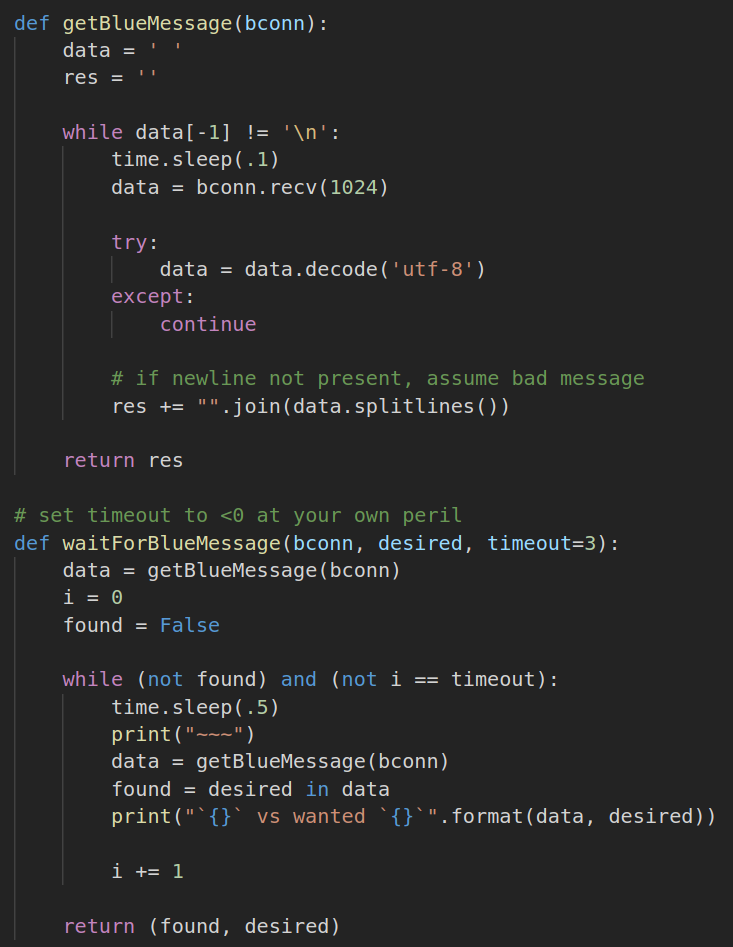 def getBlueMessage(bconn):
    data = ' '
    res = ''

    while data[-1] != '\n':
        time.sleep(.1)
        data = bconn.recv(1024)

        try:
            data = data.decode('utf-8')
        except:
            continue

        # if newline not present, assume bad message
        res += "".join(data.splitlines())

    return res

# set timeout to <0 at your own peril
def waitForBlueMessage(bconn, desired, timeout=3):
    data = getBlueMessage(bconn)
    i = 0
    found = False

    while (not found) and (not i == timeout):
        time.sleep(.5)
        print("~~~")
        data = getBlueMessage(bconn)
        found = desired in data
        print("`{}` vs wanted `{}`".format(data, desired))

        i += 1

    return (found, desired)